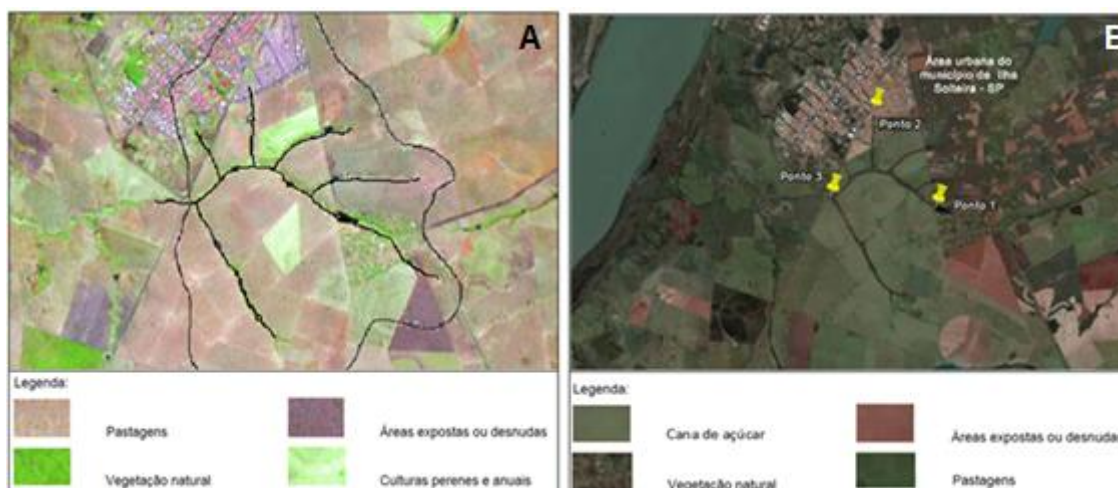 A
B
Área urbana do
município de Ilha
Solteira - SP
Ponto 2
Ponto 3
Ponto 1
Legenda:
Pastagens
Áreas expostas ou desnudas
Vegetação natural
Culturas perenes e anuais
Legenda:
Cana de açúcar
Áreas expostas ou desnudas
Vegetação natural
Pastagens